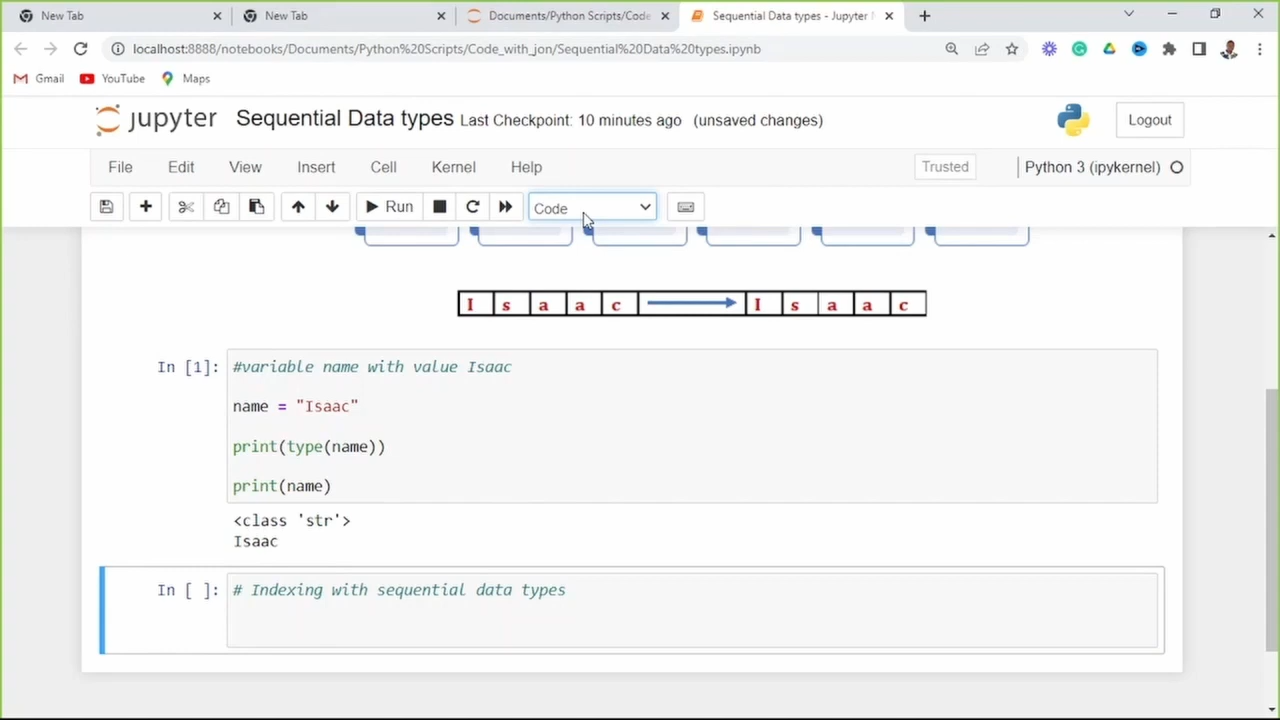 New Tab
New Tab
Documents/Python Scripts/Code
Sequential Data types - Jupyter
localhost:8888/notebooks/Documents/Python%20Scripts/Code_with_jon/Sequential%20Data%20types.ipynb
Gmail YouTube Maps
jupyter Sequential Data types Last Checkpoint: 10 minutes ago (unsaved changes) Logout
File Edit View Insert Cell Kernel Help Trusted Python 3 (ipykernel)
Run Code
I s a a c I s a a c
In [1]: #variable name with value Isaac
name = "Isaac"
print(type(name))
print(name)
<class 'str'>
Isaac
In [ ]: # Indexing with sequential data types